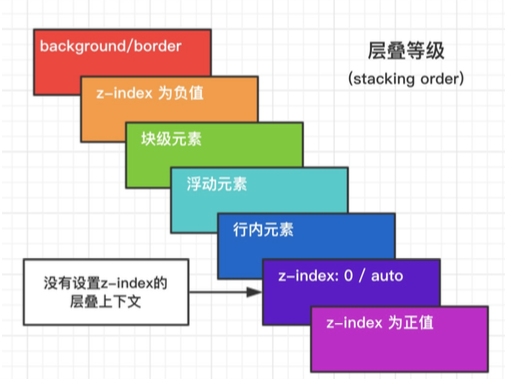 background/border
层叠等级
(stacking order)
z-index 为负值
块级元素
浮动元素
行内元素
没有设置z-index的
层叠上下文
z-index: 0 / auto
z-index 为正值